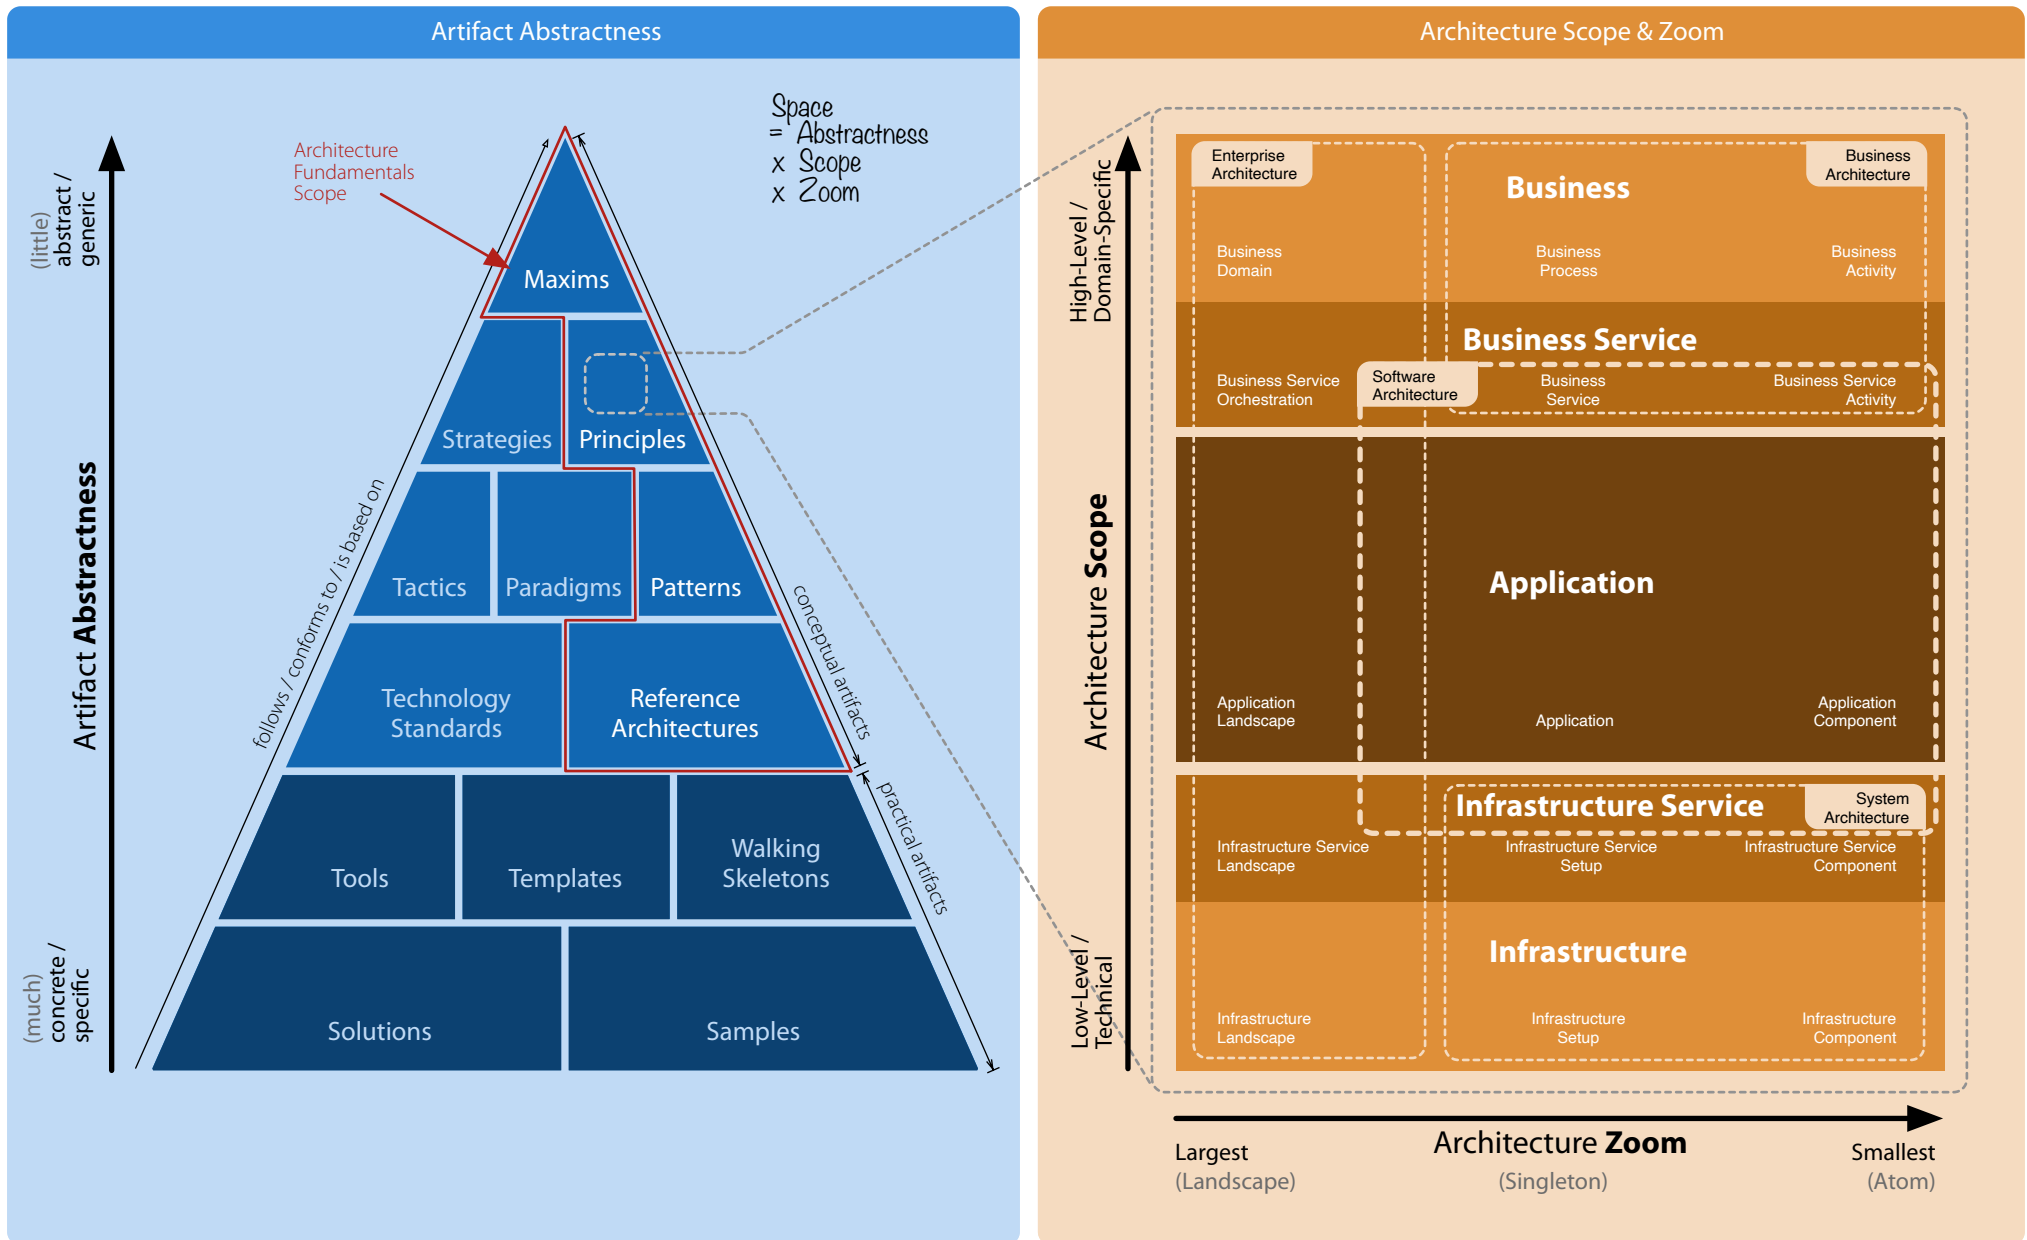 Artifact Abstractness
Space
= Abstractness
x Scope
x Zoom
Architecture
Fundamentals
Scope
(little)
abstract /
generic
Artifact Abstractness
(much)
concrete /
specific
follows / conforms to / is based on
conceptual artifacts
practical artifacts
Maxims
Strategies
Principles
Tactics
Paradigms
Patterns
Technology
Standards
Reference
Architectures
Tools
Templates
Walking
Skeletons
Solutions
Samples
Architecture Scope & Zoom
High-Level /
Domain-Specific
Architecture Scope
Low-Level /
Technical
Enterprise
Architecture
Business
Business
Architecture
Business
Domain
Business
Process
Business
Activity
Business Service
Software
Architecture
Business Service
Orchestration
Business
Service
Business Service
Activity
Application
Application
Landscape
Application
Application
Component
Infrastructure Service
System
Architecture
Infrastructure Service
Landscape
Infrastructure Service
Setup
Infrastructure Service
Component
Infrastructure
Infrastructure
Landscape
Infrastructure
Setup
Infrastructure
Component
Architecture Zoom
Largest
(Landscape)
(Singleton)
Smallest
(Atom)